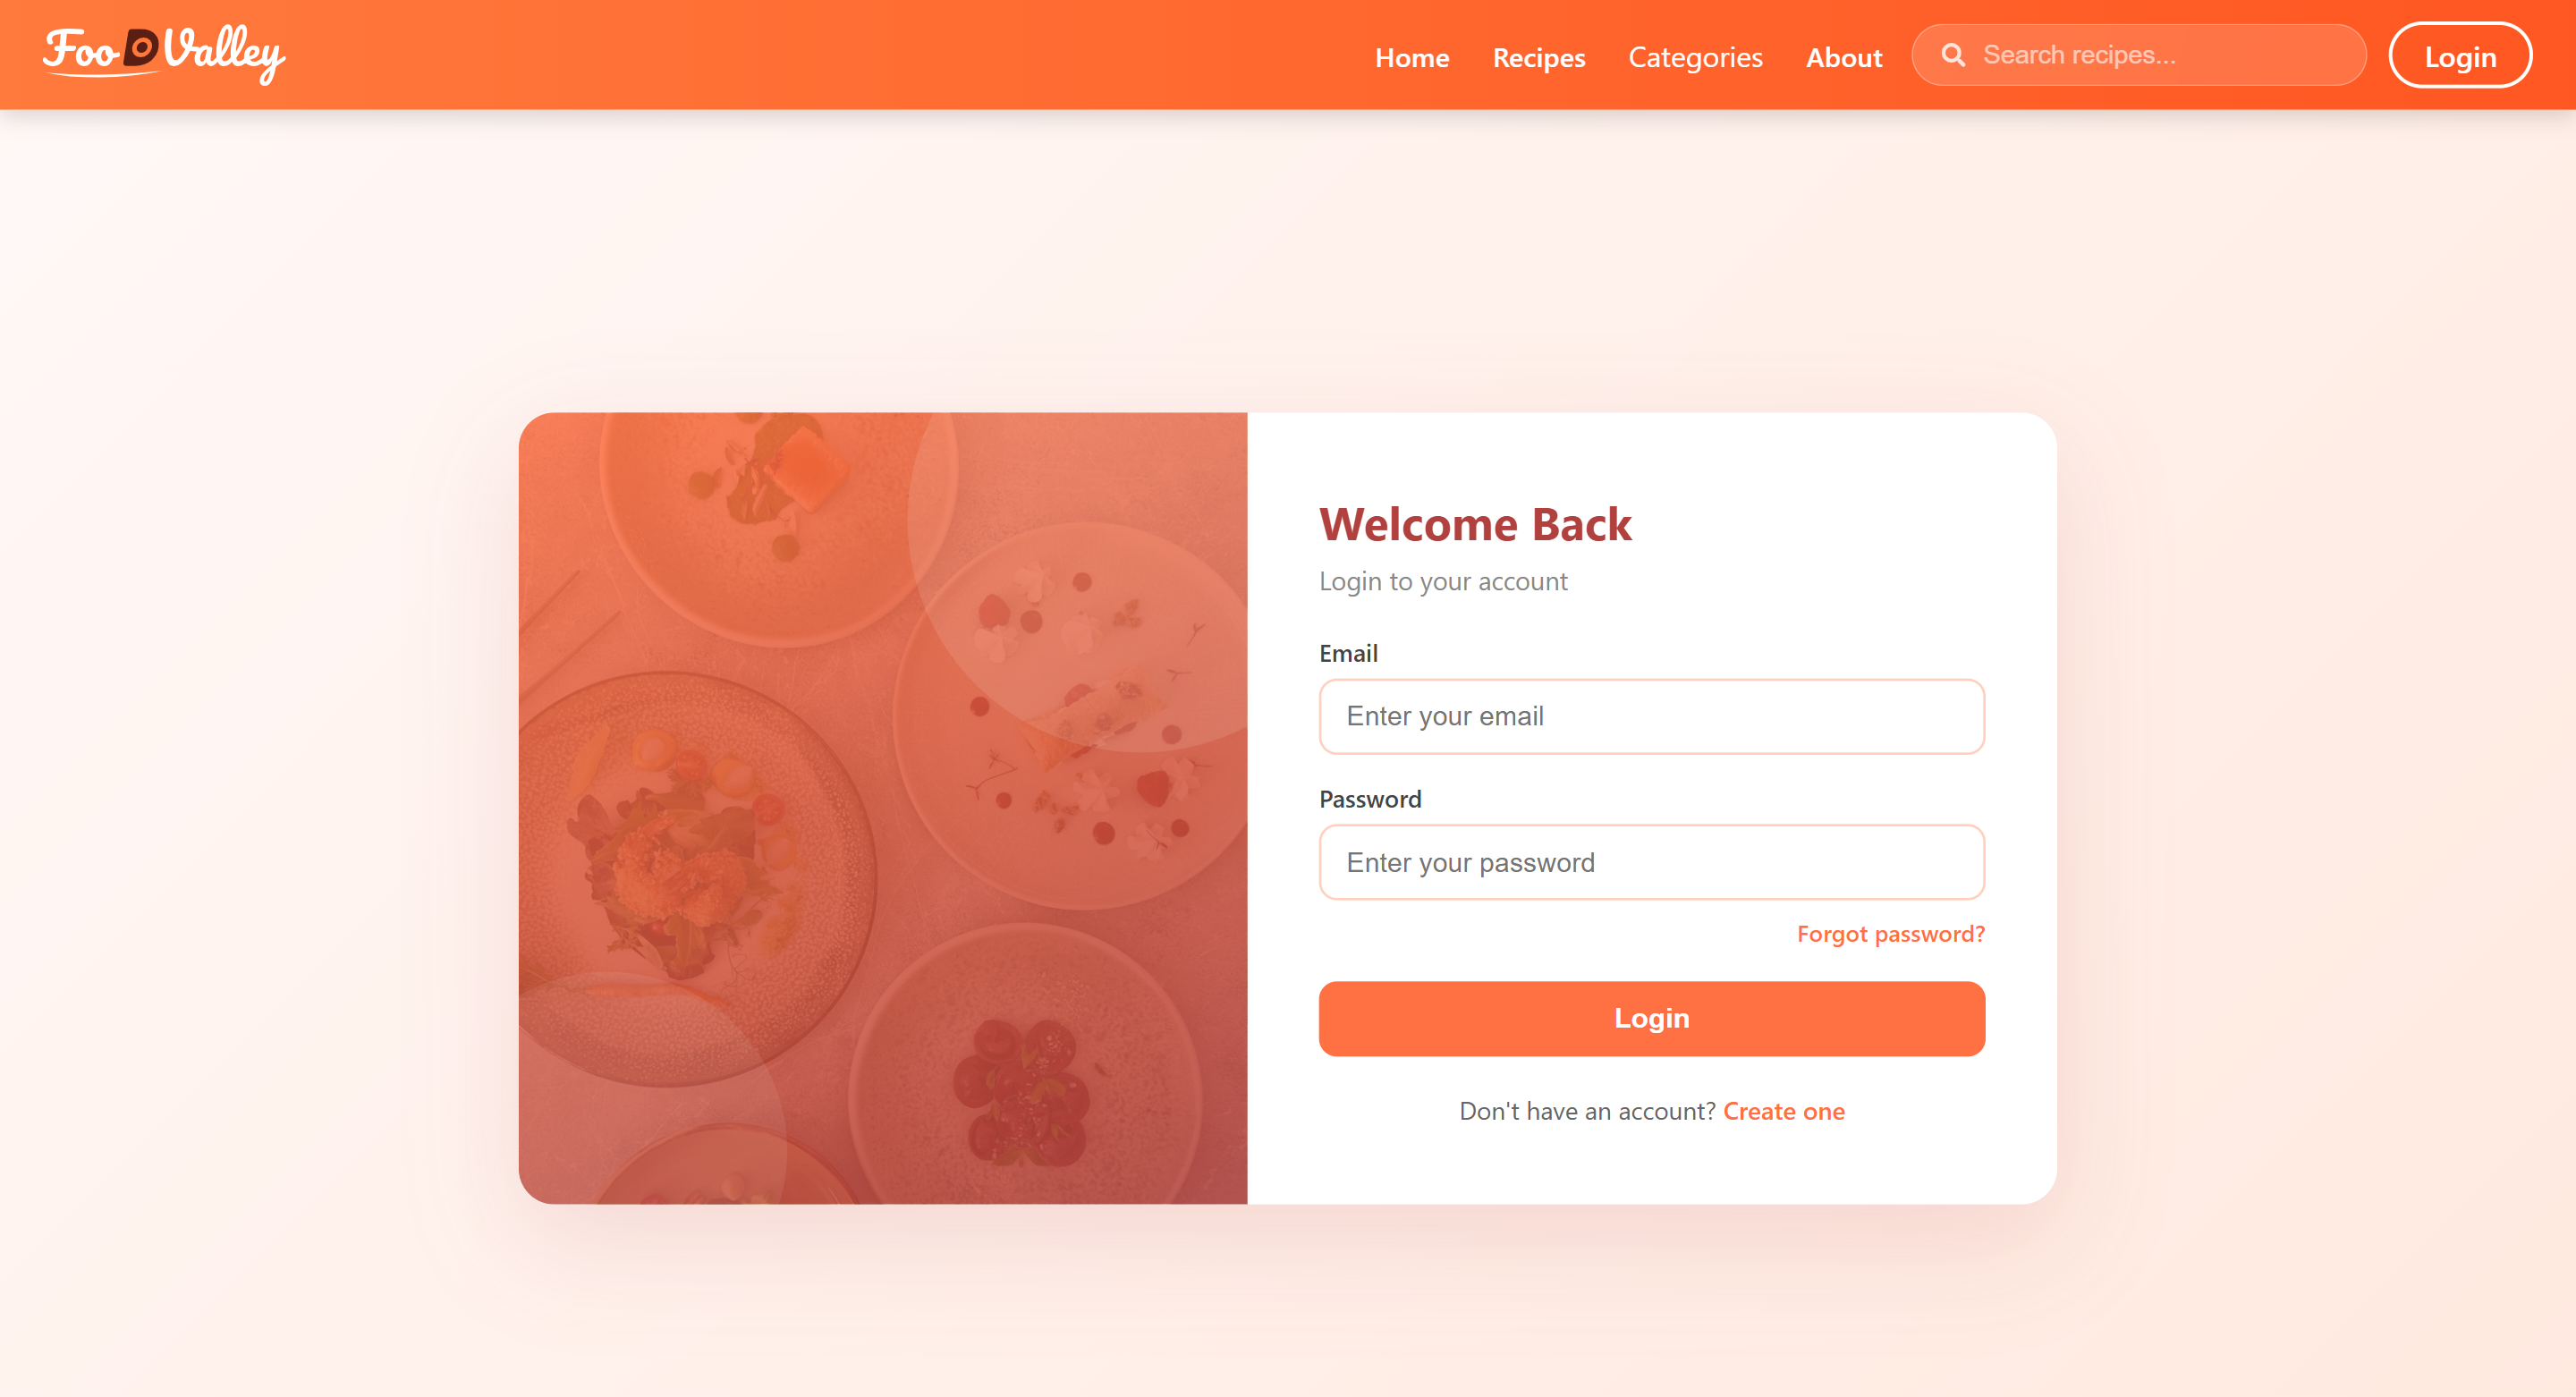 FooDValley
Home Recipes Categories About Search recipes... Login
Welcome Back
Login to your account
Email
Enter your email
Password
Enter your password
Forgot password?
Login
Don't have an account? Create one